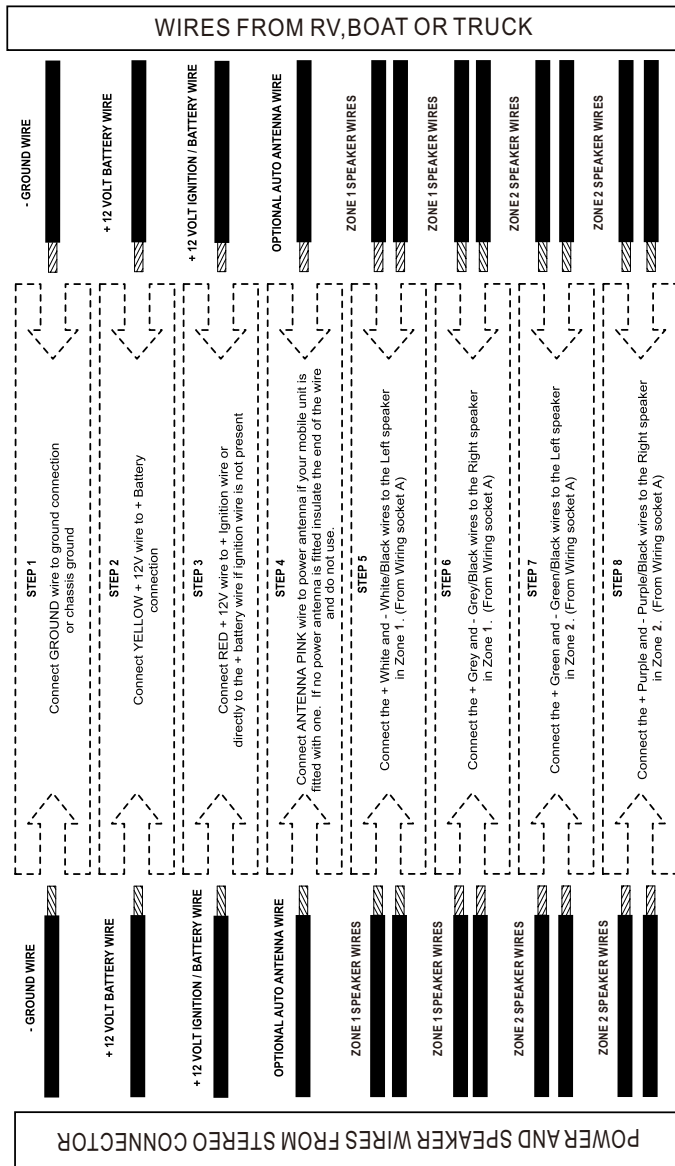 WIRES FROM RV,BOAT OR TRUCK
- GROUND WIRE
+ 12 VOLT BATTERY WIRE
+ 12 VOLT IGNITION / BATTERY WIRE
OPTIONAL AUTO ANTENNA WIRE
ZONE 1 SPEAKER WIRES
ZONE 1 SPEAKER WIRES
ZONE 2 SPEAKER WIRES
ZONE 2 SPEAKER WIRES
STEP 1
Connect GROUND wire to ground connection
or chassis ground
STEP 2
Connect YELLOW + 12V wire to + Battery
connection
STEP 3
Connect RED + 12V wire to + Ignition wire or
directly to the + battery wire if ignition wire is not present
STEP 4
Connect ANTENNA PINK wire to power antenna if your mobile unit is
fitted with one. If no power antenna is fitted insulate the end of the wire
and do not use.
STEP 5
Connect the + White and - White/Black wires to the Left speaker
in Zone 1. (From Wiring socket A)
STEP 6
Connect the + Grey and - Grey/Black wires to the Right speaker
in Zone 1. (From Wiring socket A)
STEP 7
Connect the + Green and - Green/Black wires to the Left speaker
in Zone 2. (From Wiring socket A)
STEP 8
Connect the + Purple and - Purple/Black wires to the Right speaker
in Zone 2. (From Wiring socket A)
- GROUND WIRE
+ 12 VOLT BATTERY WIRE
+ 12 VOLT IGNITION / BATTERY WIRE
OPTIONAL AUTO ANTENNA WIRE
ZONE 1 SPEAKER WIRES
ZONE 1 SPEAKER WIRES
ZONE 2 SPEAKER WIRES
ZONE 2 SPEAKER WIRES
POWER AND SPEAKER WIRES FROM STEREO CONNECTOR